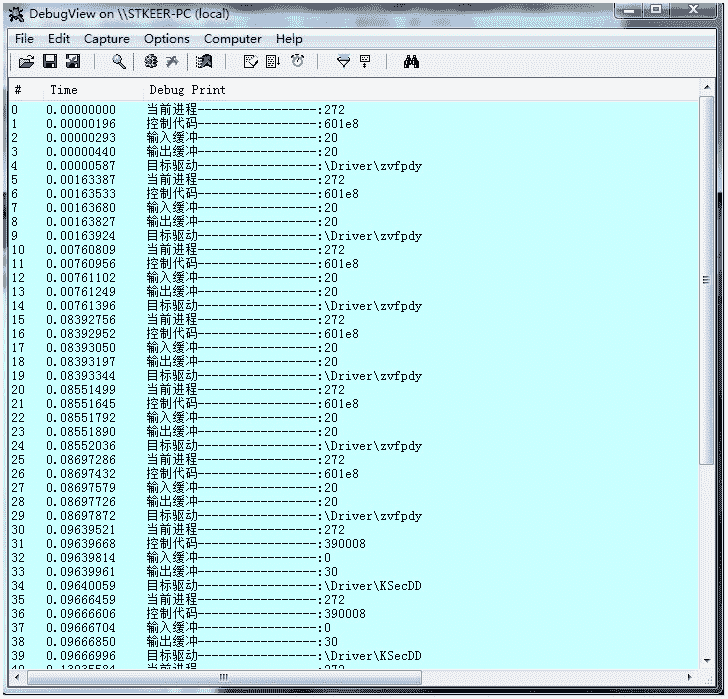 DebugView on \\STKEER-PC (local)
File Edit Capture Options Computer Help
# Time Debug Print
0 0.00000000 当前进程-----------------:272
1 0.00000196 控制代码-----------------:601e8
2 0.00000293 输入缓冲-----------------:20
3 0.00000440 输出缓冲-----------------:20
4 0.00000587 目标驱动-----------------:\Driver\zvfpdy
5 0.00163387 当前进程-----------------:272
6 0.00163533 控制代码-----------------:601e8
7 0.00163680 输入缓冲-----------------:20
8 0.00163827 输出缓冲-----------------:20
9 0.00163924 目标驱动-----------------:\Driver\zvfpdy
10 0.00760809 当前进程-----------------:272
11 0.00760956 控制代码-----------------:601e8
12 0.00761102 输入缓冲-----------------:20
13 0.00761249 输出缓冲-----------------:20
14 0.00761396 目标驱动-----------------:\Driver\zvfpdy
15 0.08392756 当前进程-----------------:272
16 0.08392952 控制代码-----------------:601e8
17 0.08393050 输入缓冲-----------------:20
18 0.08393197 输出缓冲-----------------:20
19 0.08393344 目标驱动-----------------:\Driver\zvfpdy
20 0.08551499 当前进程-----------------:272
21 0.08551645 控制代码-----------------:601e8
22 0.08551792 输入缓冲-----------------:20
23 0.08551890 输出缓冲-----------------:20
24 0.08552036 目标驱动-----------------:\Driver\zvfpdy
25 0.08697286 当前进程-----------------:272
26 0.08697432 控制代码-----------------:601e8
27 0.08697579 输入缓冲-----------------:20
28 0.08697726 输出缓冲-----------------:20
29 0.08697872 目标驱动-----------------:\Driver\zvfpdy
30 0.09639521 当前进程-----------------:272
31 0.09639668 控制代码-----------------:390008
32 0.09639814 输入缓冲-----------------:0
33 0.09639961 输出缓冲-----------------:30
34 0.09640059 目标驱动-----------------:\Driver\KSecDD
35 0.09666459 当前进程-----------------:272
36 0.09666606 控制代码-----------------:390008
37 0.09666704 输入缓冲-----------------:0
38 0.09666850 输出缓冲-----------------:30
39 0.09666996 目标驱动-----------------:\Driver\KSecDD